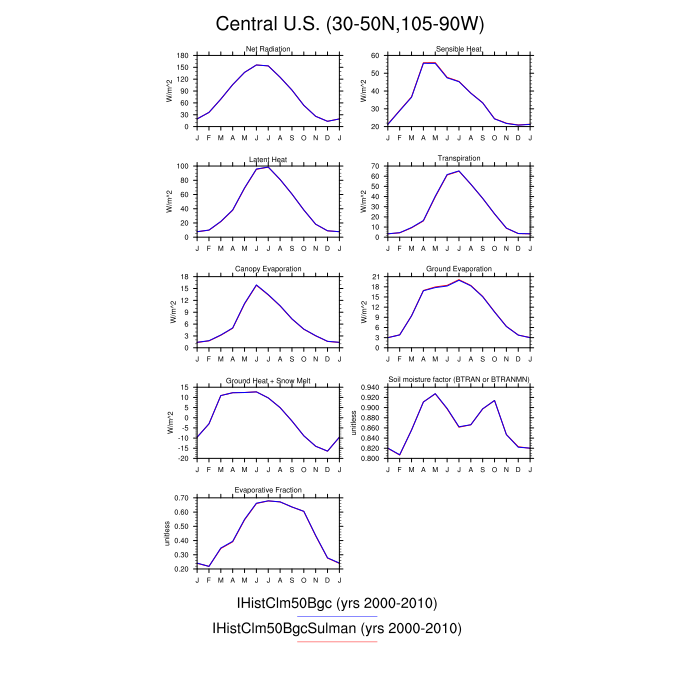 Central U.S. (30-50N,105-90W)
Net Radiation
W/m^2
180
150
120
90
60
30
0
J F M A M J J A S O N D J
Sensible Heat
W/m^2
60
50
40
30
20
J F M A M J J A S O N D J
Latent Heat
W/m^2
100
80
60
40
20
0
J F M A M J J A S O N D J
Transpiration
W/m^2
70
60
50
40
30
20
10
0
J F M A M J J A S O N D J
Canopy Evaporation
W/m^2
18
15
12
9
6
3
0
J F M A M J J A S O N D J
Ground Evaporation
W/m^2
21
18
15
12
9
6
3
0
J F M A M J J A S O N D J
Ground Heat + Snow Melt
W/m^2
15
10
5
0
-5
-10
-15
-20
J F M A M J J A S O N D J
Soil moisture factor (BTRAN or BTRANMN)
unitless
0.940
0.920
0.900
0.880
0.860
0.840
0.820
0.800
J F M A M J J A S O N D J
Evaporative Fraction
unitless
0.70
0.60
0.50
0.40
0.30
0.20
J F M A M J J A S O N D J
IHistClm50Bgc (yrs 2000-2010)
IHistClm50BgcSulman (yrs 2000-2010)